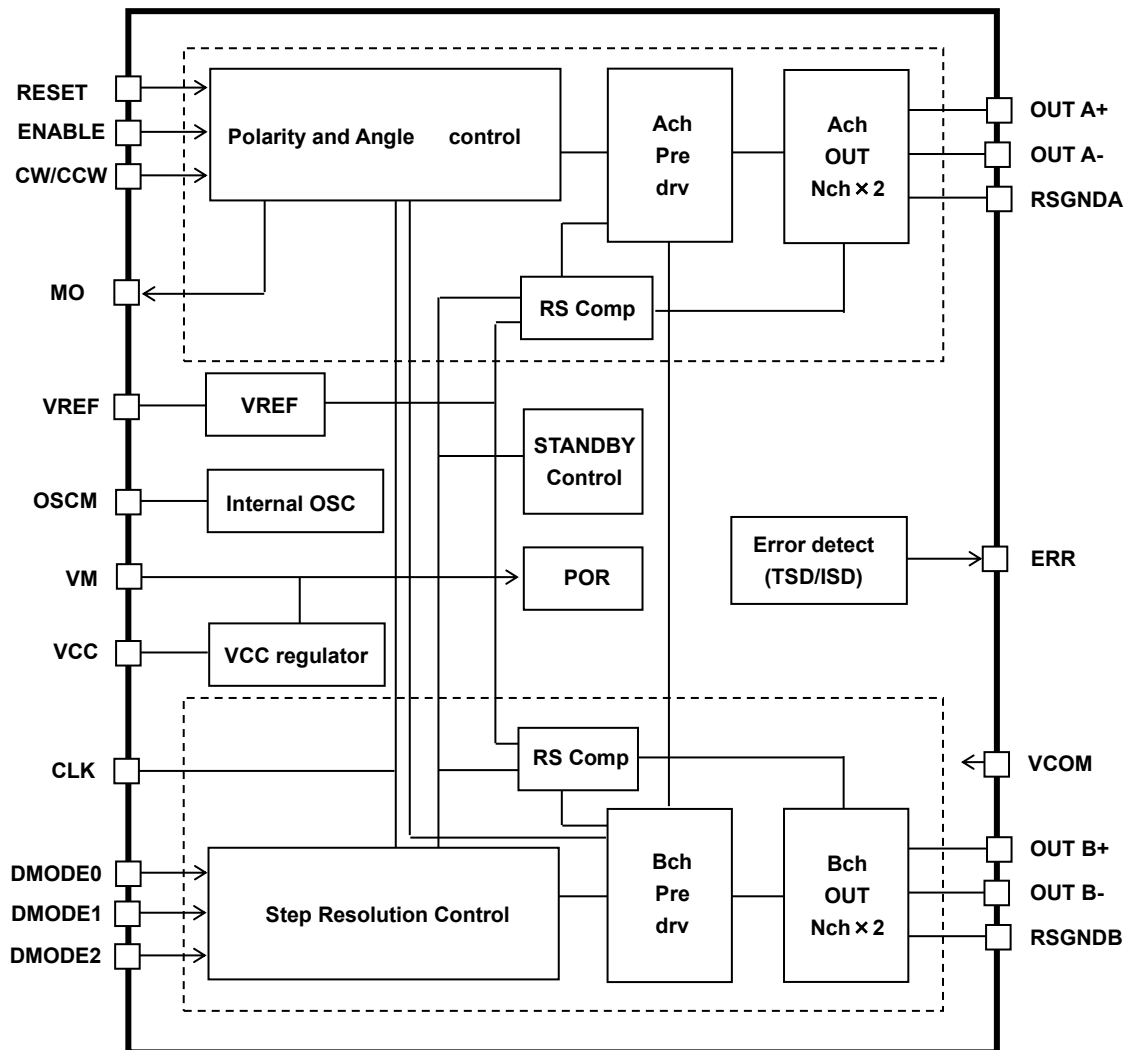 RESET
ENABLE
CW/CCW
MO
VREF
OSCM
VM
VCC
CLK
DMODE0
DMODE1
DMODE2
Polarity and Angle control
Ach
Pre
drv
Ach
OUT
Nch×2
RS Comp
VREF
STANDBY
Control
Internal OSC
POR
Error detect
(TSD/ISD)
VCC regulator
RS Comp
Step Resolution Control
Bch
Pre
drv
Bch
OUT
Nch×2
OUT A+
OUT A-
RSGNDA
ERR
VCOM
OUT B+
OUT B-
RSGNDB